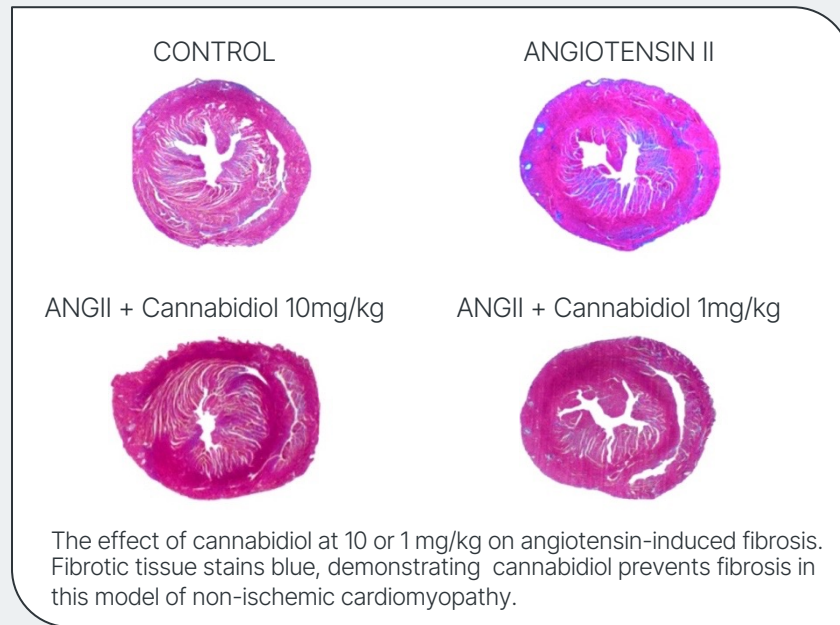 CONTROL
ANGIOTENSIN II
ANGII + Cannabidiol 10mg/kg
ANGII + Cannabidiol 1mg/kg
The effect of cannabidiol at 10 or 1 mg/kg on angiotensin-induced fibrosis.
Fibrotic tissue stains blue, demonstrating cannabidiol prevents fibrosis in
this model of non-ischemic cardiomyopathy.